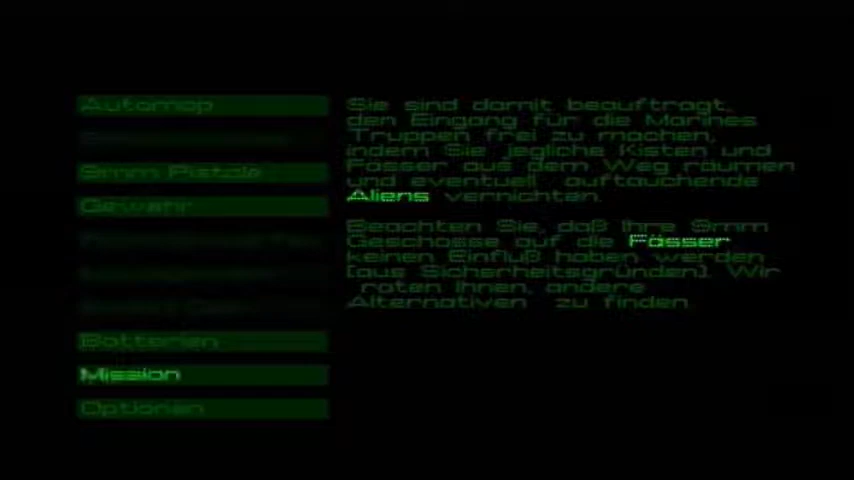 Automap
9mm Pistole
Gewehr
Batterien
Mission
Optionen
Sie sind damit beauftragt,
den Eingang für die Marines
Truppen frei zu machen,
indem Sie jegliche Kisten und
Fässer aus dem Weg räumen
und eventuell auftauchende
Aliens vernichten.
Beachten Sie, daß Ihre 9mm
Geschosse auf die Fässer
keinen Einfluß haben werden
[aus Sicherheitsgründen]. Wir
raten Ihnen, andere
Alternativen zu finden.